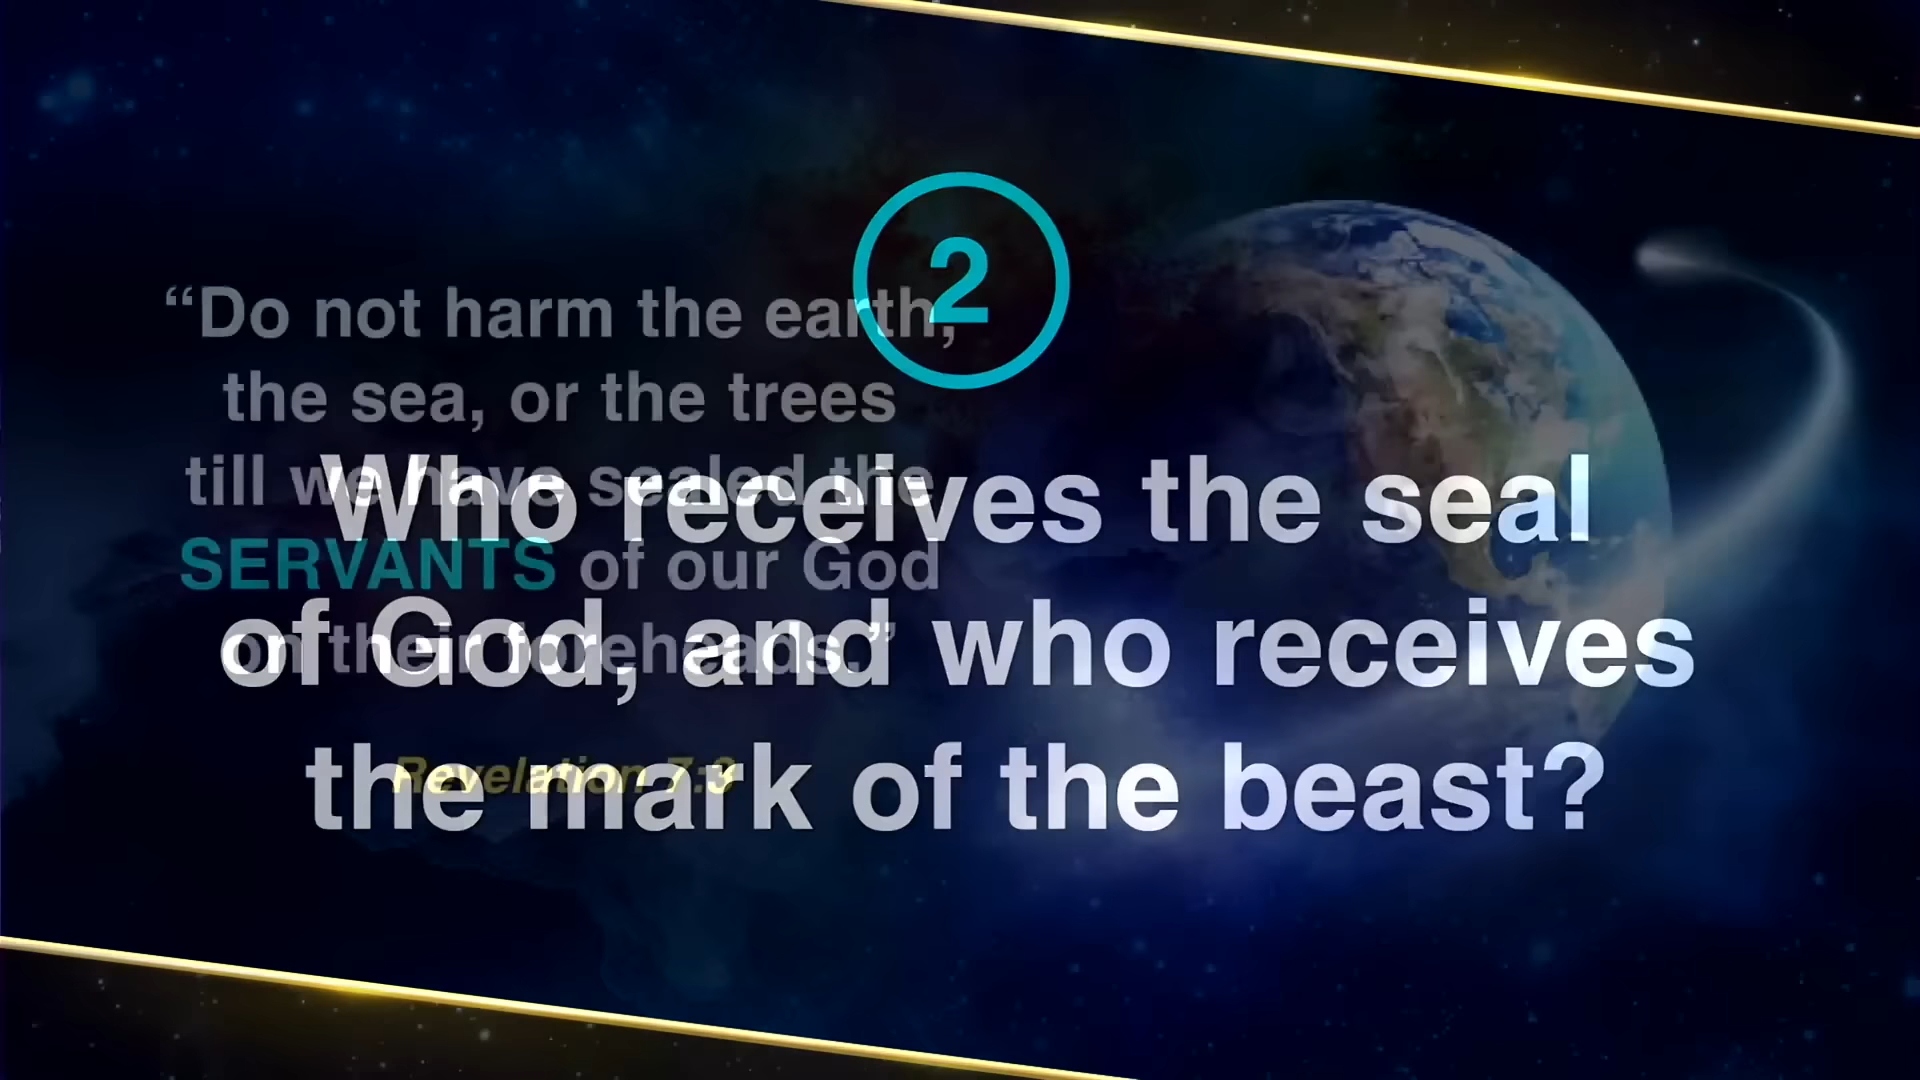 2
Who receives the seal
of God, and who receives
the mark of the beast?
“Do not harm the earth,
the sea, or the trees
till we have sealed the
SERVANTS of our God
on their foreheads.”
Revelation 7:3